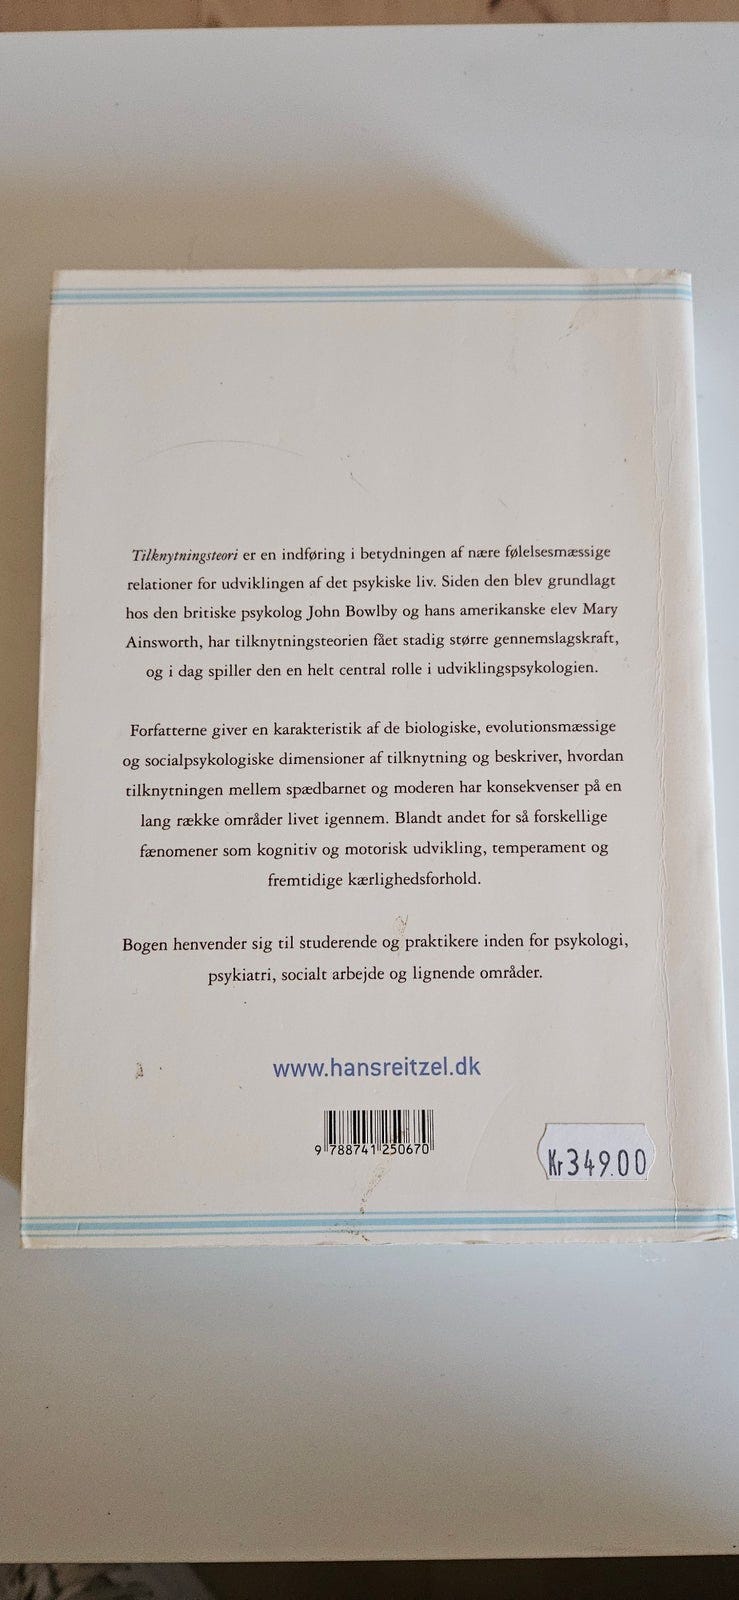 Tilknytningsteori er en indføring i betydningen af nære følelsesmæssige
relationer for udviklingen af det psykiske liv. Siden den blev grundlagt
hos den britiske psykolog John Bowlby og hans amerikanske elev Mary
Ainsworth, har tilknytningsteorien fået stadig større gennemslagskraft,
og i dag spiller den en helt central rolle i udviklingspsykologien.
Forfatterne giver en karakteristik af de biologiske, evolutionsmæssige
og socialpsykologiske dimensioner af tilknytning og beskriver, hvordan
tilknytningen mellem spædbarnet og moderen har konsekvenser på en
lang række områder livet igennem. Blandt andet for så forskellige
fænomener som kognitiv og motorisk udvikling, temperament og
fremtidige kærlighedsforhold.
Bogen henvender sig til studerende og praktikere inden for psykologi,
psykiatri, socialt arbejde og lignende områder.
www.hansreitzel.dk
9 788741 250670
Kr 349.00